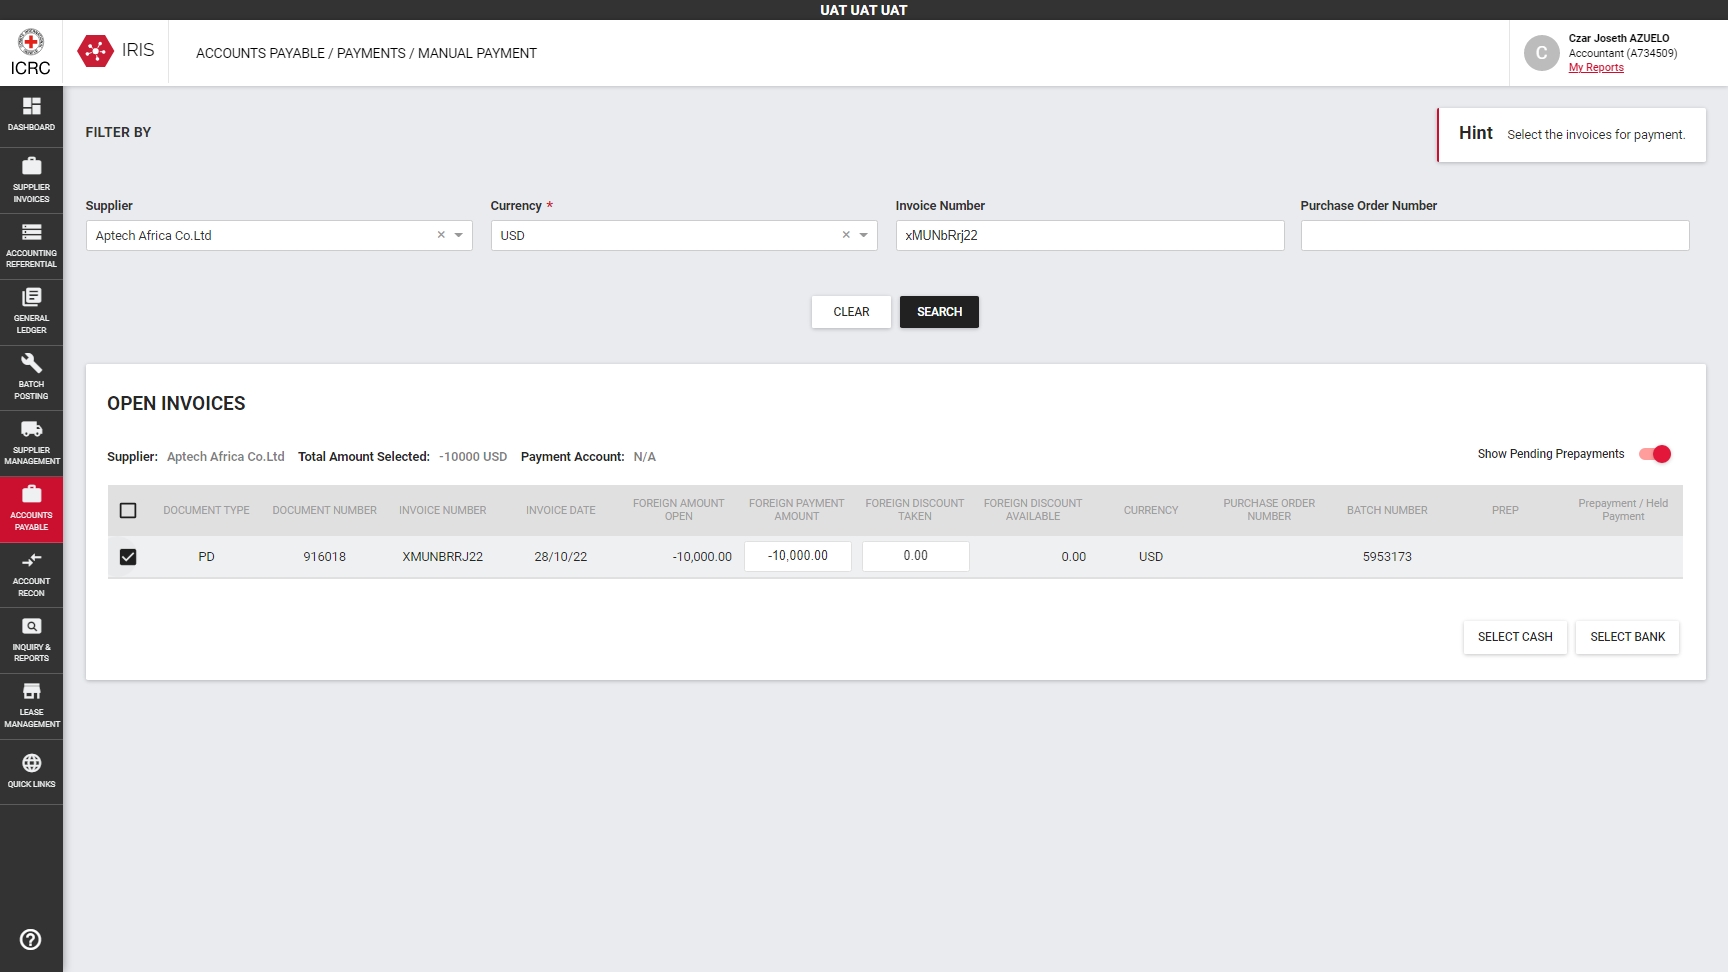 UAT UAT UAT
ICRC
IRIS
ACCOUNTS PAYABLE / PAYMENTS / MANUAL PAYMENT
C
Czar Joseth AZUELO
Accountant (A734509)
My Reports
DASHBOARD
SUPPLIER
INVOICES
ACCOUNTING
REFERENTIAL
GENERAL
LEDGER
BATCH
POSTING
SUPPLIER
MANAGEMENT
ACCOUNTS
PAYABLE
ACCOUNT
RECON
INQUIRY &
REPORTS
LEASE
MANAGEMENT
QUICK LINKS
FILTER BY
Hint Select the invoices for payment.
Supplier
Currency *
Invoice Number
Purchase Order Number
Aptech Africa Co.Ltd
USD
xMUNbRrj22
CLEAR
SEARCH
OPEN INVOICES
Supplier: Aptech Africa Co.Ltd Total Amount Selected: -10000 USD Payment Account: N/A
Show Pending Prepayments
DOCUMENT TYPE
DOCUMENT NUMBER
INVOICE NUMBER
INVOICE DATE
FOREIGN AMOUNT
OPEN
FOREIGN PAYMENT
AMOUNT
FOREIGN DISCOUNT
TAKEN
FOREIGN DISCOUNT
AVAILABLE
CURRENCY
PURCHASE ORDER
NUMBER
BATCH NUMBER
PREP
Prepayment / Held
Payment
PD 916018 XMUNBRRJ22 28/10/22 -10,000.00 -10,000.00 0.00 0.00 USD 5953173
SELECT CASH
SELECT BANK